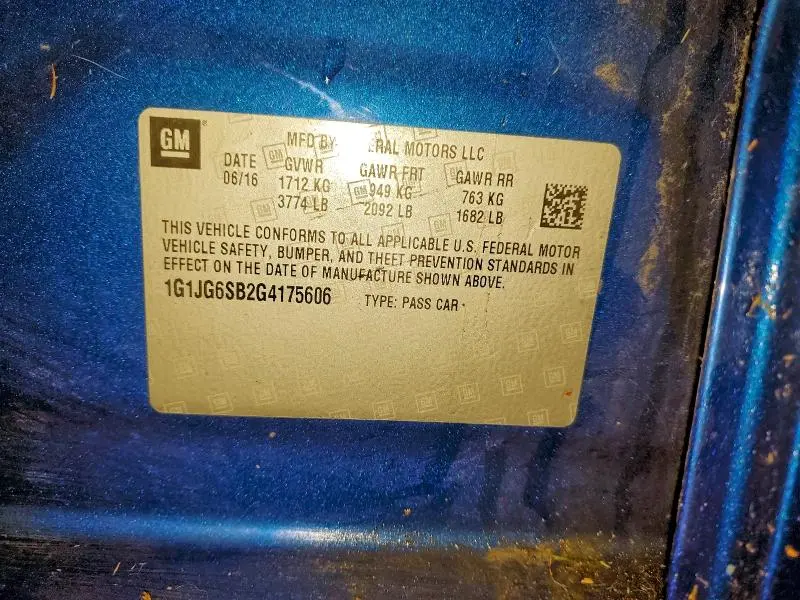 GM
MFD BY ERAL MOTORS LLC
DATE GVWR GAWR FRT GAWR RR
06/16 1712 KG 949 KG 763 KG
3774 LB 2092 LB 1682 LB
THIS VEHICLE CONFORMS TO ALL APPLICABLE U.S. FEDERAL MOTOR
VEHICLE SAFETY, BUMPER, AND THEFT PREVENTION STANDARDS IN
EFFECT ON THE DATE OF MANUFACTURE SHOWN ABOVE.
1G1JG6SB2G4175606 TYPE: PASS CAR